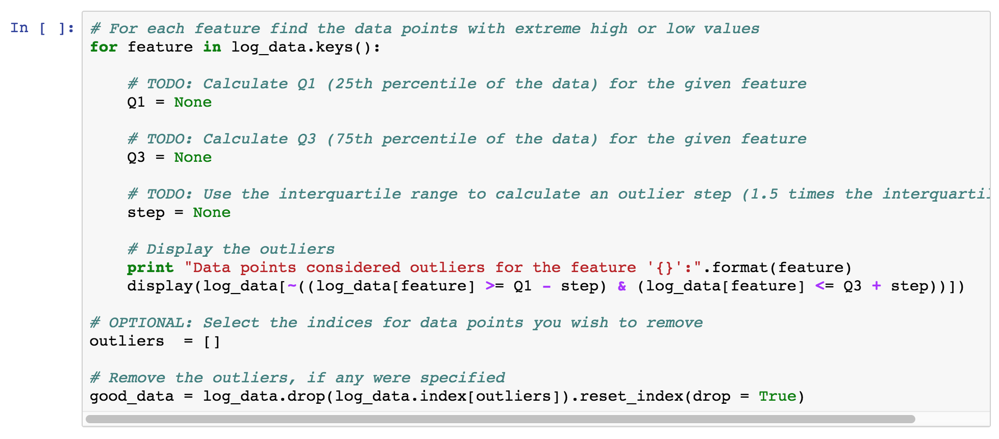 In [ ]:
# For each feature find the data points with extreme high or low values
for feature in log_data.keys():
    # TODO: Calculate Q1 (25th percentile of the data) for the given feature
    Q1 = None
    # TODO: Calculate Q3 (75th percentile of the data) for the given feature
    Q3 = None
    # TODO: Use the interquartile range to calculate an outlier step (1.5 times the
    step = None
    # Display the outliers
    print "Data points considered outliers for the feature '{}':".format(feature)
    display(log_data[~((log_data[feature] >= Q1 - step) & (log_data[feature] <= Q3 + step))])
# OPTIONAL: Select the indices for data points you wish to remove
outliers  = []
# Remove the outliers, if any were specified
good_data = log_data.drop(log_data.index[outliers]).reset_index(drop = True)